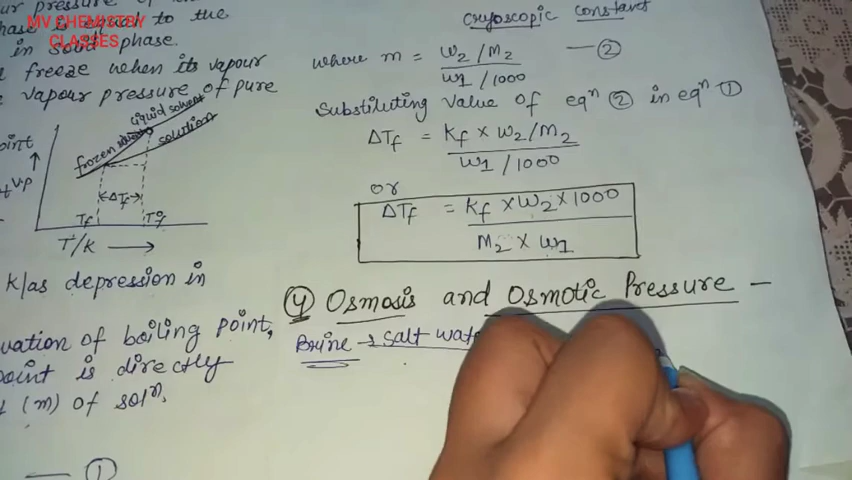 our pressure of
phase is equal to the
in solid phase.
MV CHEMISTRY
CLASSES
freeze when its vapour
vapour pressure of pure
point
liquid solvent
frozen solvent
solution
V.P
ΔTf
Tf
T°f
T/K
K/as depression in
vation of boiling point,
point is directly
(m) of solⁿ.
— ①
Cryoscopic Constant
where m = w2/M2 — ②
w1/1000
Substituting value of eqⁿ ② in eqⁿ ①
ΔTf = Kf × w2/M2
w1/1000
or
ΔTf = Kf × w2 × 1000
M2 × w1
④ Osmosis and Osmotic Pressure —
Brine → salt wat